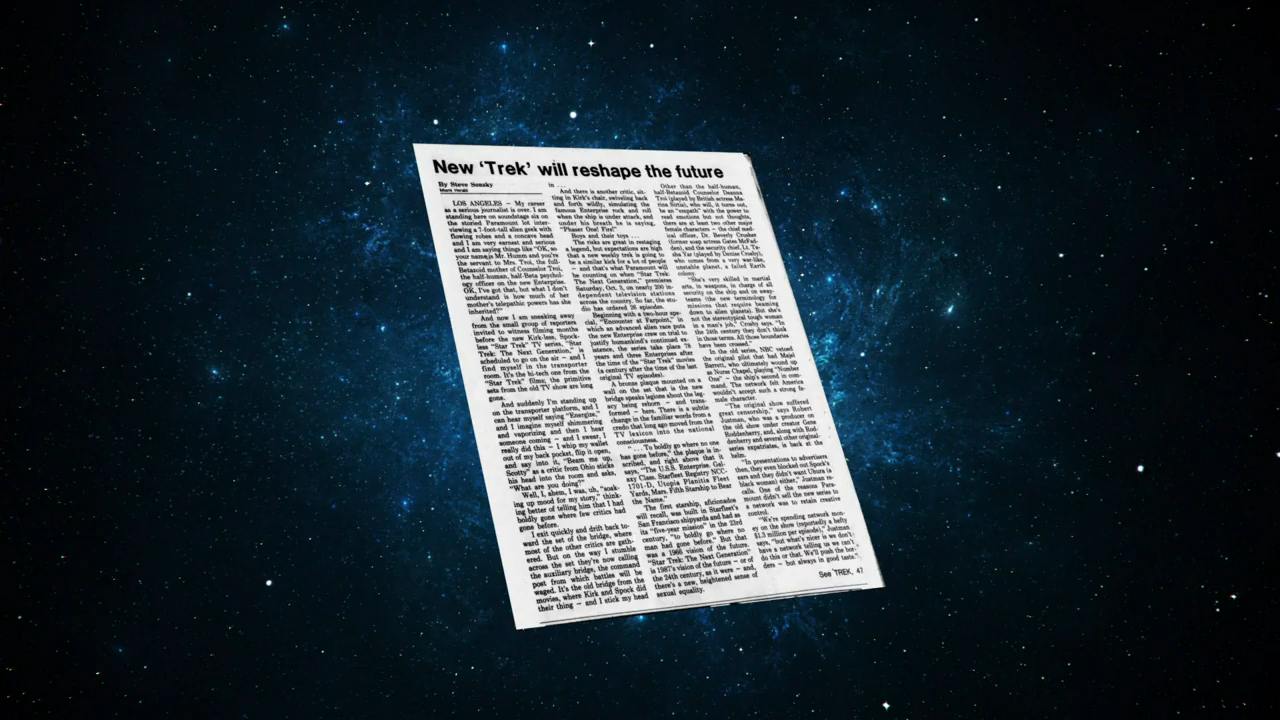 New ‘Trek’ will reshape the future
By Steve Sonsky
Miami Herald
LOS ANGELES — My career
as a serious journalist is over. I am
standing here on soundstage six on
the storied Paramount lot inter-
viewing a 7-foot-tall alien geek with
flowing robes and a concave head
and I am very earnest and serious
and I am saying things like "OK, so
your name is Mr. Humm and you're
the servant to Mrs. Troi, the full-
Betazoid mother of Counselor Troi,
the half-human, half-Beta psychol-
ogy officer on the new Enterprise.
OK, I've got that, but what I don't
understand is how much of her
mother's telepathic powers has she
inherited?"
And now I am sneaking away
from the small group of reporters
invited to witness filming months
before the new Kirk-less, Spock-
less "Star Trek" TV series, "Star
Trek: The Next Generation," is
scheduled to go on the air — and I
find myself in the transporter
room. It's the hi-tech one from the
"Star Trek" films; the primitive
sets from the old TV show are long
gone.
And suddenly I'm standing up
on the transporter platform, and I
can hear myself saying "Energize,"
and I imagine myself shimmering
and vaporizing and then I hear
someone coming — and I swear, I
really did this — I whip my wallet
out of my back pocket, flip it open,
and say into it, "Beam me up,
Scotty" as a critic from Ohio sticks
his head into the room and asks,
"What are you doing?"
Well, I, ahem, I was, uh, "soak-
ing up mood for my story," think-
ing better of telling him that I had
boldly gone where few critics had
gone before.
I exit quickly and drift back to-
ward the set of the bridge, where
most of the other critics are gath-
ered. But on the way I stumble
across the set they're now calling
the auxiliary bridge, the command
post from which battles will be
waged. It's the old bridge from the
movies, where Kirk and Spock did
their thing — and I stick my head
in ...
And there is another critic, sit-
ting in Kirk's chair, swiveling back
and forth wildly, simulating the
famous Enterprise rock and roll
when the ship is under attack, and
under his breath he is saying,
"Phaser One! Fire!"
Boys and their toys ...
The risks are great in restaging
a legend, but expectations are high
that a new weekly trek is going to
be a similar kick for a lot of people
— and that's what Paramount will
be counting on when "Star Trek:
The Next Generation," premieres
Saturday, Oct. 3, on nearly 200 in-
dependent television stations
across the country. So far, the stu-
dio has ordered 26 episodes.
Beginning with a two-hour spe-
cial, "Encounter at Farpoint," in
which an advanced alien race puts
the new Enterprise crew on trial to
justify humankind's continued ex-
istence, the series take place 78
years and three Enterprises after
the time of the "Star Trek" movies
(a century after the time of the last
original TV episodes).
A bronze plaque mounted on a
wall on the set that is the new
bridge speaks legions about the leg-
acy being reborn — and trans-
formed — here. There is a subtle
change in the familiar words from a
credo that long ago moved from the
TV lexicon into the national
consciousness.
"... To boldly go where no one
has gone before," the plaque is in-
scribed, and right above that it
says, "The U.S.S. Enterprise. Gal-
axy Class. Starfleet Registry NCC-
1701-D, Utopia Planitia Fleet
Yards, Mars. Fifth Starship to Bear
the Name."
The first starship, aficionados
will recall, was built in Starfleet's
San Francisco shipyards and had as
its "five-year mission" in the 23rd
century, "to boldly go where no
man had gone before." But that
was a 1966 vision of the future.
"Star Trek: The Next Generation"
is 1987's vision of the future — or of
the 24th century, as it were — and,
there's a new, heightened sense of
sexual equality.
Other than the half-human,
half-Betazoid Counselor Deanna
Troi (played by British actress Ma-
rina Sirtis), who will, it turns out,
be an "empath" with the power to
read emotions but not thoughts,
there are at least two other major
female characters — the chief med-
ical officer, Dr. Beverly Crusher
(former soap actress Gates McFad-
den), and the security chief, Lt. Ta-
sha Yar (played by Denise Crosby),
who comes from a very war-like,
unstable planet, a failed Earth
colony.
"She's very skilled in martial
arts, in weapons, in charge of all
security on the ship and on away-
teams (the new terminology for
missions that require beaming
down to alien planets). But she's
not the stereotypical tough woman
in a man's job," Crosby says. "In
the 24th century they don't think
in those terms. All those boundaries
have been crossed."
In the old series, NBC vetoed
the original pilot that had Majel
Barrett, who ultimately wound up
as Nurse Chapel, playing "Number
One" — the ship's second in com-
mand. The network felt America
wouldn't accept such a strong fe-
male character.
"The original show suffered
great censorship," says Robert
Justman, who was a producer on
the old show under creator Gene
Roddenberry, and, along with Rod-
denberry and several other original-
series expatriates, is back at the
helm.
"In presentations to advertisers
then, they even blocked out Spock's
ears and they didn't want Uhura (a
black woman) either," Justman re-
calls. One of the reasons Para-
mount didn't sell the new series to
a network was to retain creative
control.
"We're spending network mon-
ey on the show (reportedly a hefty
$1.3 million per episode)," Justman
says, "but what's nicer is we don't
have a network telling us we can't
do this or that. We'll push the bor-
ders — but always in good taste."
See TREK, 47